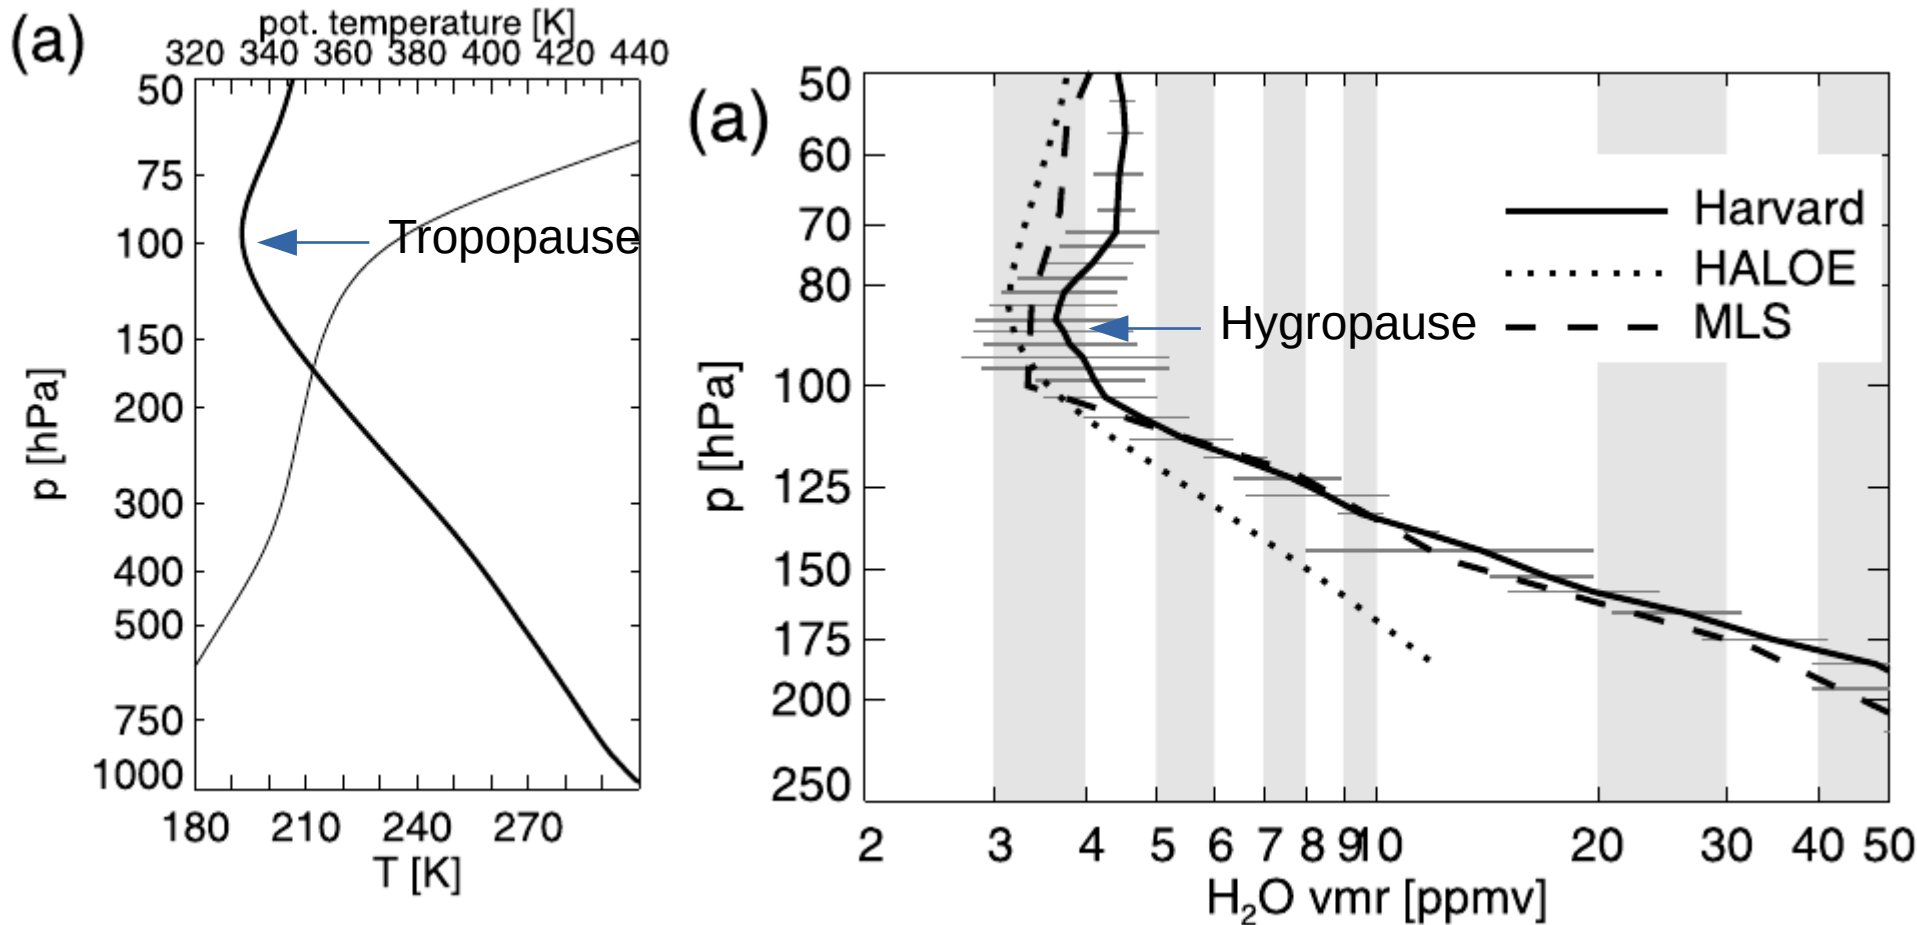 (a)
pot. temperature [K]
320 340 360 380 400 420 440
50
75
100
150
200
300
400
500
750
1000
p [hPa]
Tropopause
180 210 240 270
T [K]
(a)
50
60
70
80
100
125
150
175
200
250
p [hPa]
Harvard
HALOE
MLS
Hygropause
2 3 4 5 6 7 8 9 10 20 30 40 50
H₂O vmr [ppmv]